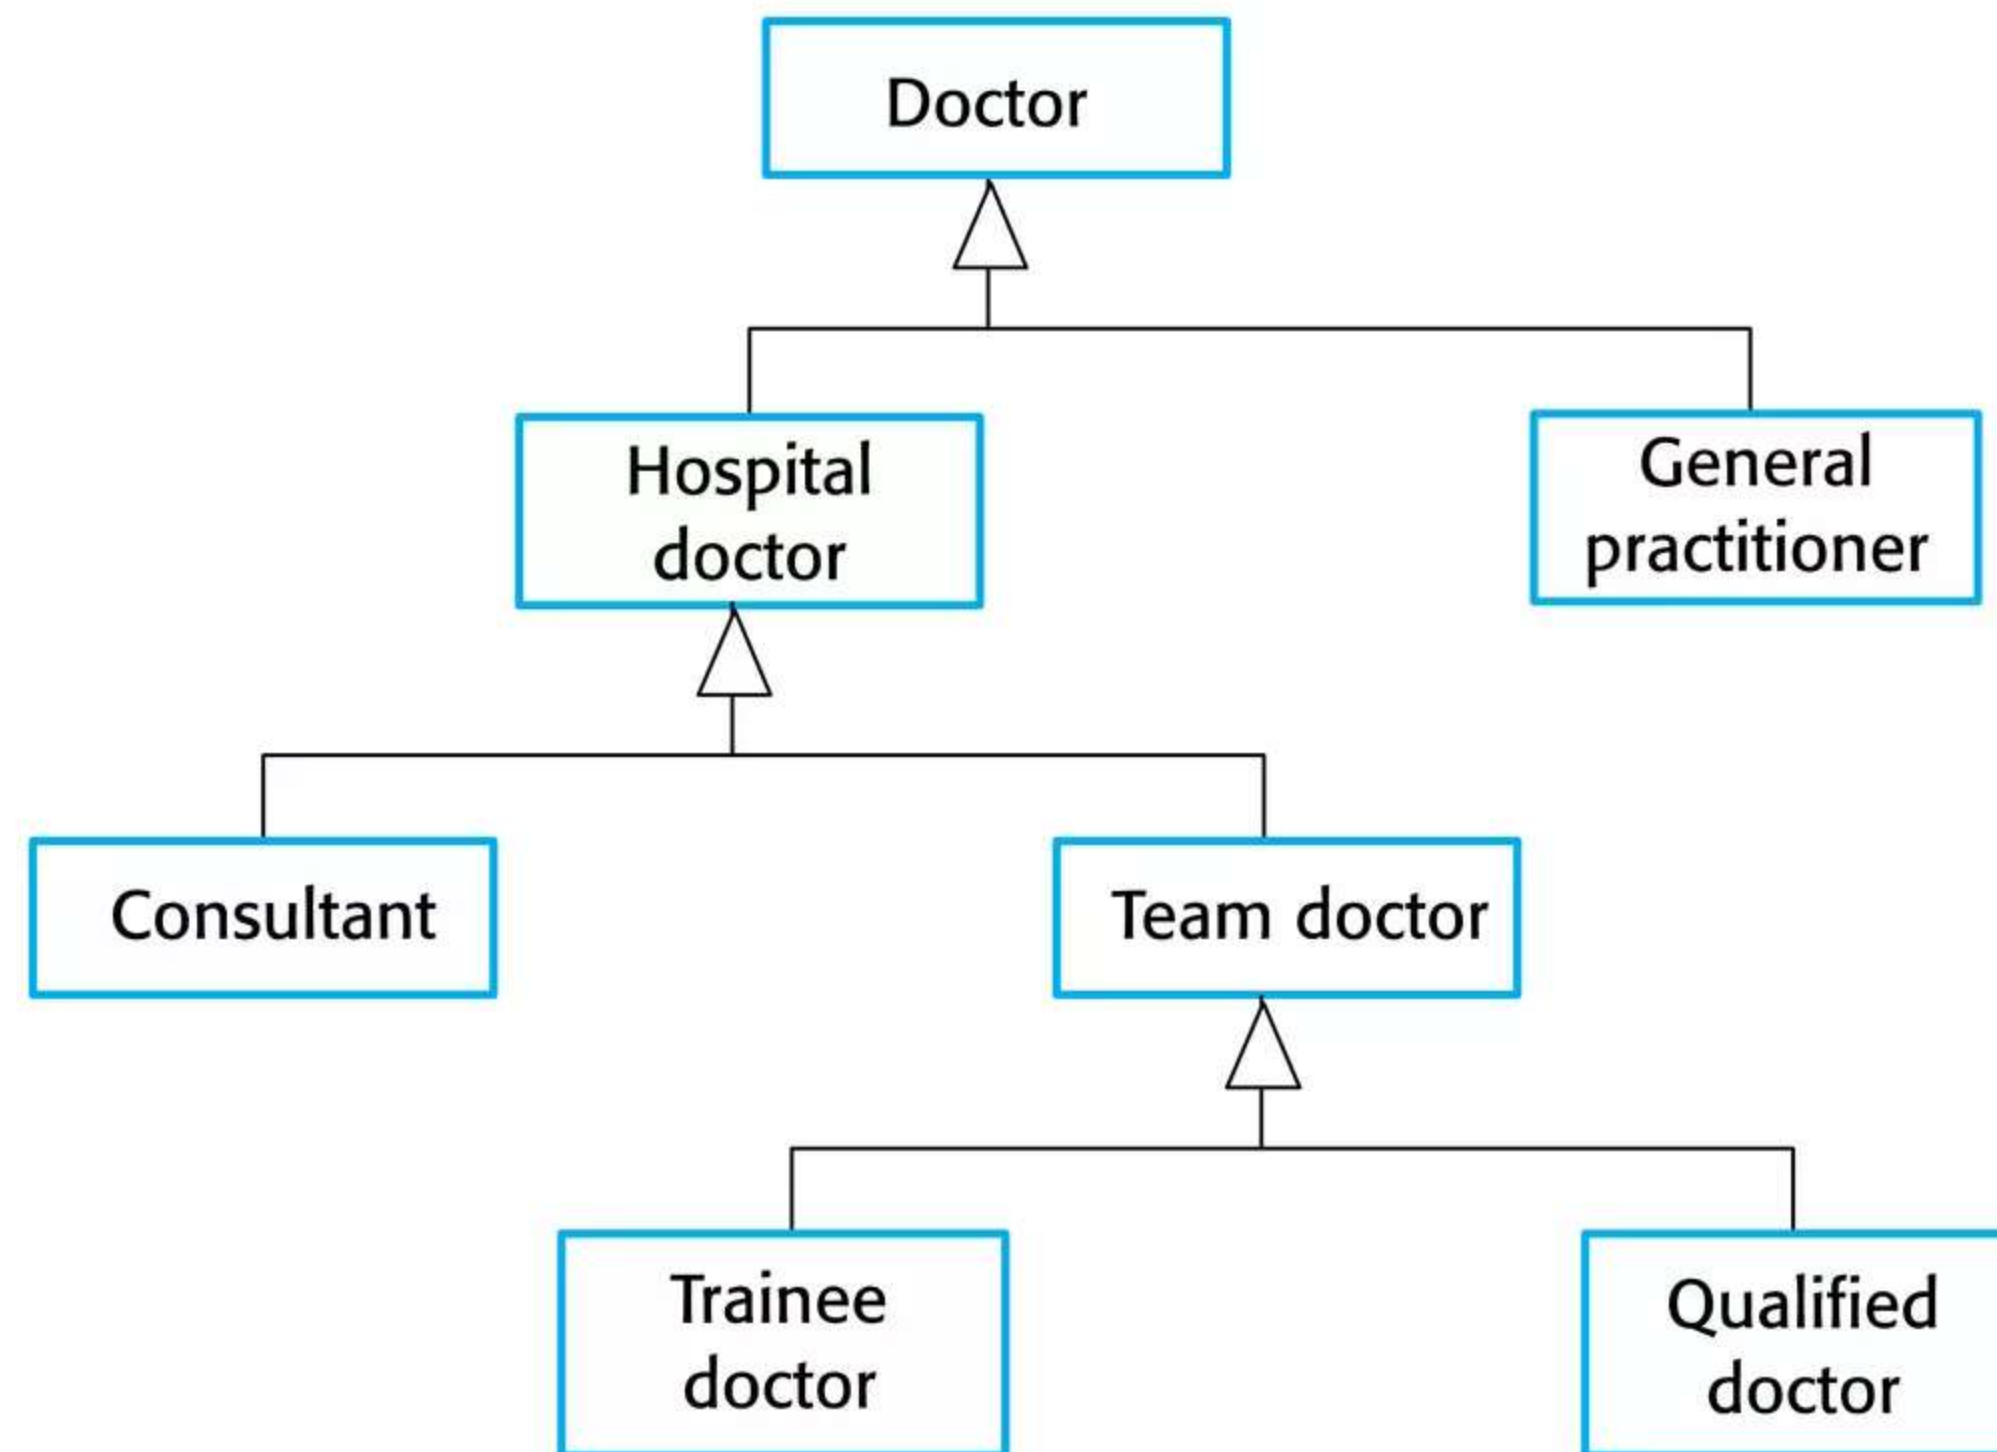 Doctor
Hospital
doctor
General
practitioner
Consultant
Team doctor
Trainee
doctor
Qualified
doctor